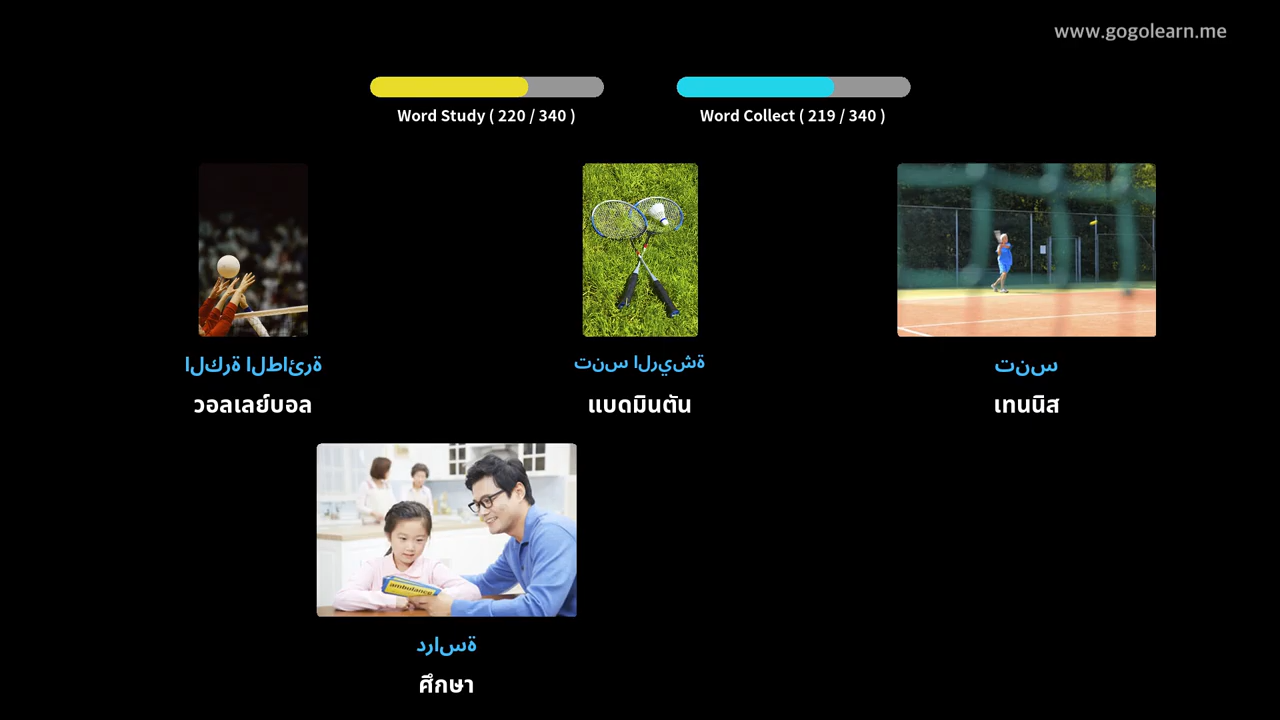 www.gogolearn.me
Word Study ( 220 / 340 )
Word Collect ( 219 / 340 )
الكرة الطائرة
تنس الريشة
تنس
วอลเลย์บอล
แบดมินตัน
เทนนิส
ambulance
دراسة
ศึกษา